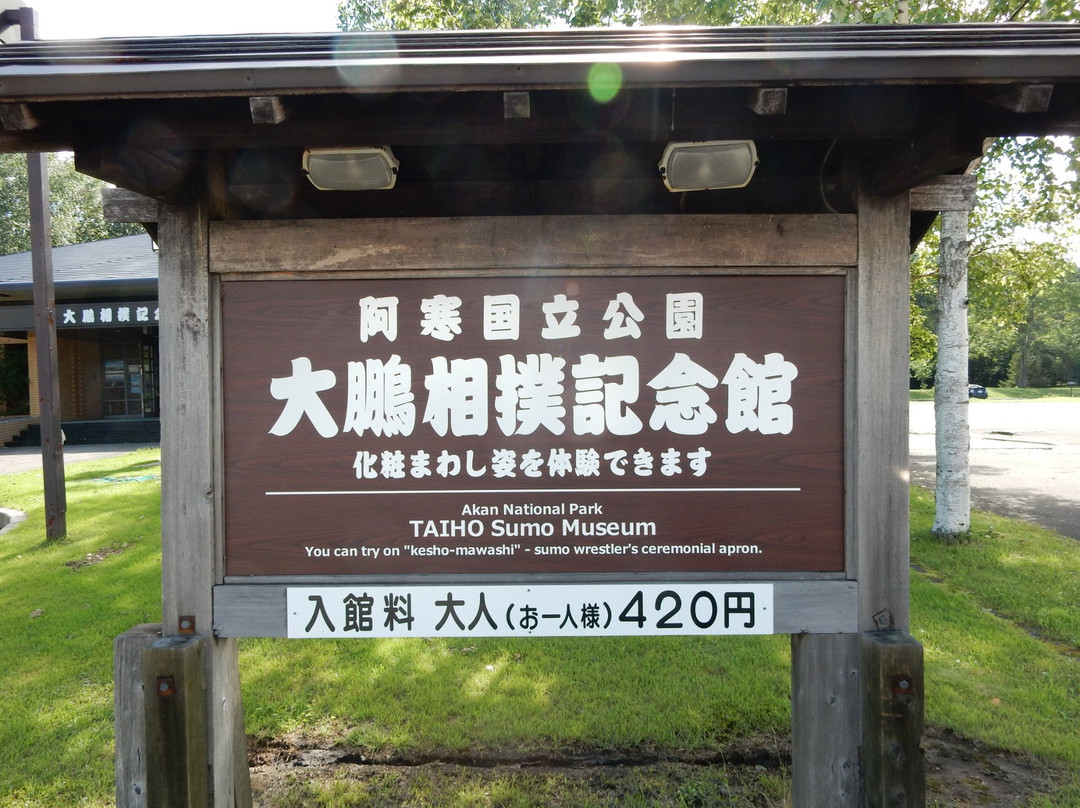 阿寒国立公園
大鵬相撲記念館
化粧まわし姿を体験できます
Akan National Park
TAIHO Sumo Museum
You can try on "kesho-mawashi" - sumo wrestler's ceremonial apron.
入館料 大人(お一人様)420円
大鵬相撲記念